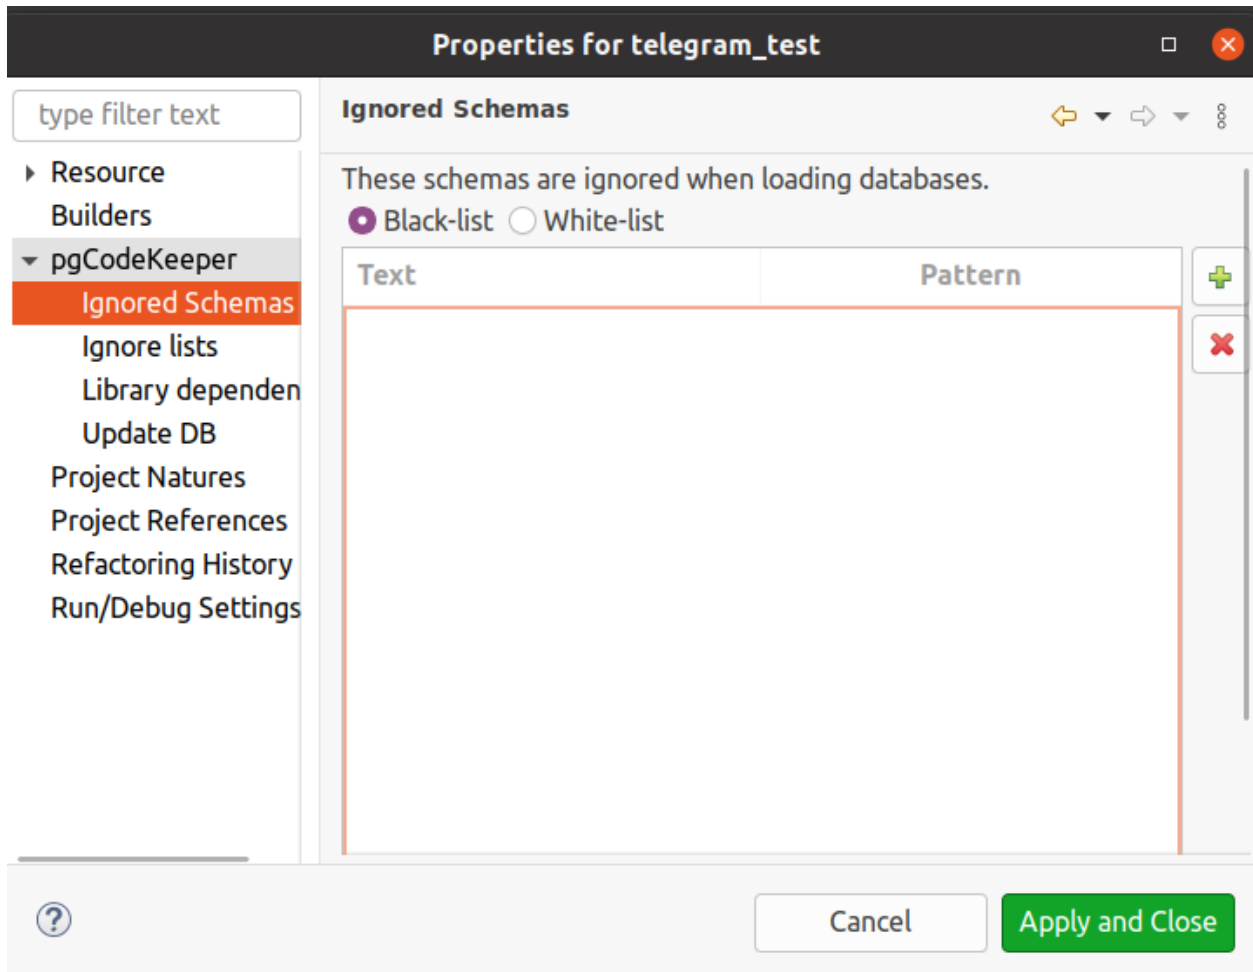 Properties for telegram_test
type filter text
Resource
Builders
pgCodeKeeper
Ignored Schemas
Ignore lists
Library dependen
Update DB
Project Natures
Project References
Refactoring History
Run/Debug Settings
Ignored Schemas
These schemas are ignored when loading databases.
Black-list White-list
Text Pattern
Cancel Apply and Close